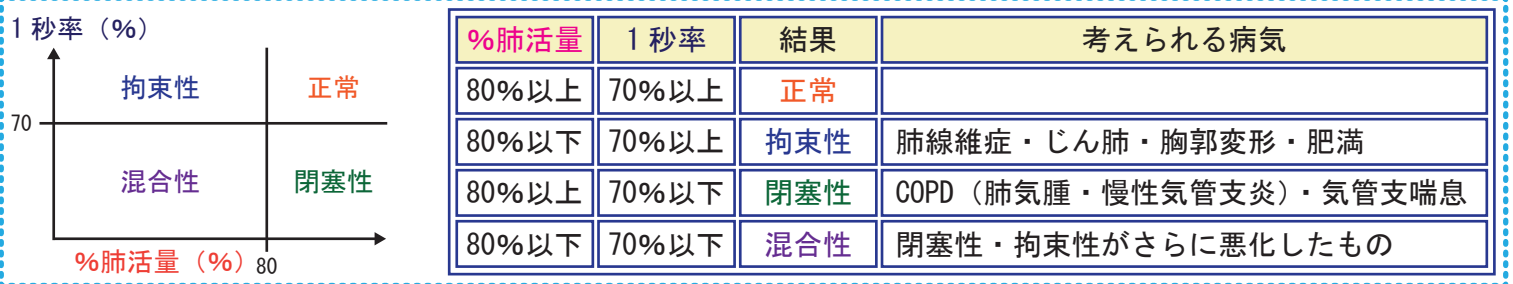 1秒率（%）
拘束性 正常
70
混合性 閉塞性
%肺活量（%） 80
%肺活量 1秒率 結果 考えられる病気
80%以上 70%以上 正常
80%以下 70%以上 拘束性 肺線維症・じん肺・胸郭変形・肥満
80%以上 70%以下 閉塞性 COPD（肺気腫・慢性気管支炎）・気管支喘息
80%以下 70%以下 混合性 閉塞性・拘束性がさらに悪化したもの